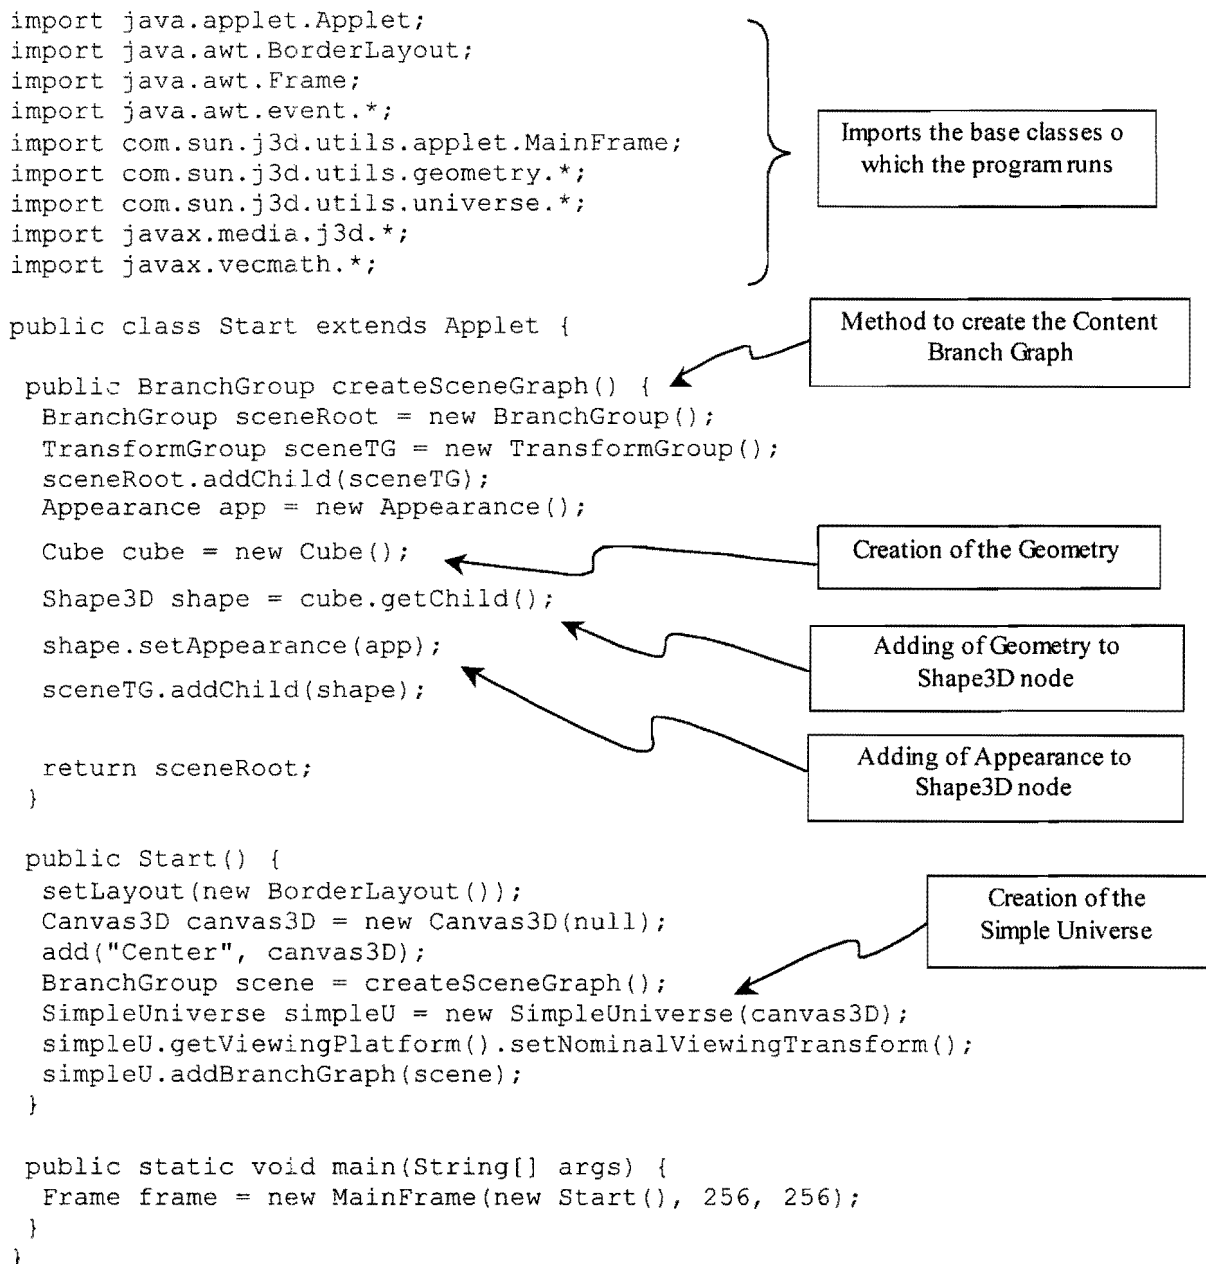 import java.applet.Applet;
import java.awt.BorderLayout;
import java.awt.Frame;
import java.awt.event.*;
import com.sun.j3d.utils.applet.MainFrame;
import com.sun.j3d.utils.geometry.*;
import com.sun.j3d.utils.universe.*;
import javax.media.j3d.*;
import javax.vecmath.*;
Imports the base classes o
which the program runs
public class Start extends Applet {
Method to create the Content
Branch Graph
public BranchGroup createSceneGraph() {
BranchGroup sceneRoot = new BranchGroup();
TransformGroup sceneTG = new TransformGroup();
sceneRoot.addChild(sceneTG);
Appearance app = new Appearance();
Cube cube = new Cube();
Creation of the Geometry
Shape3D shape = cube.getChild();
Adding of Geometry to
Shape3D node
shape.setAppearance(app);
sceneTG.addChild(shape);
Adding of Appearance to
Shape3D node
return sceneRoot;
}
public Start() {
setLayout(new BorderLayout());
Canvas3D canvas3D = new Canvas3D(null);
add("Center", canvas3D);
BranchGroup scene = createSceneGraph();
Creation of the
Simple Universe
SimpleUniverse simpleU = new SimpleUniverse(canvas3D);
simpleU.getViewingPlatform().setNominalViewingTransform();
simpleU.addBranchGraph(scene);
}
public static void main(String[] args) {
Frame frame = new MainFrame(new Start(), 256, 256);
}
}